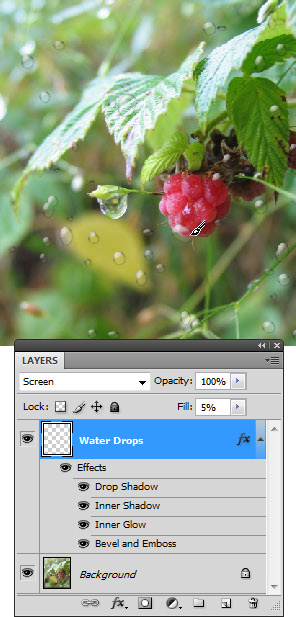 LAYERS
Screen Opacity: 100%
Lock: Fill: 5%
Water Drops fx
Effects
Drop Shadow
Inner Shadow
Inner Glow
Bevel and Emboss
Background
fx.